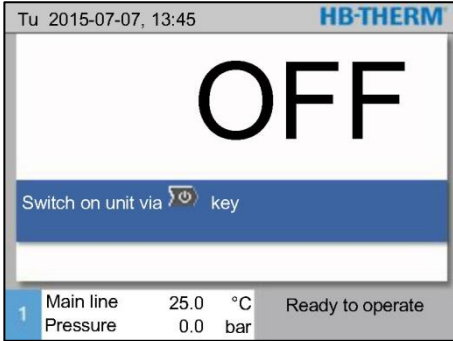 Tu 2015-07-07, 13:45 HB-THERM
OFF
Switch on unit via key
1 Main line 25.0 °C Ready to operate
Pressure 0.0 bar